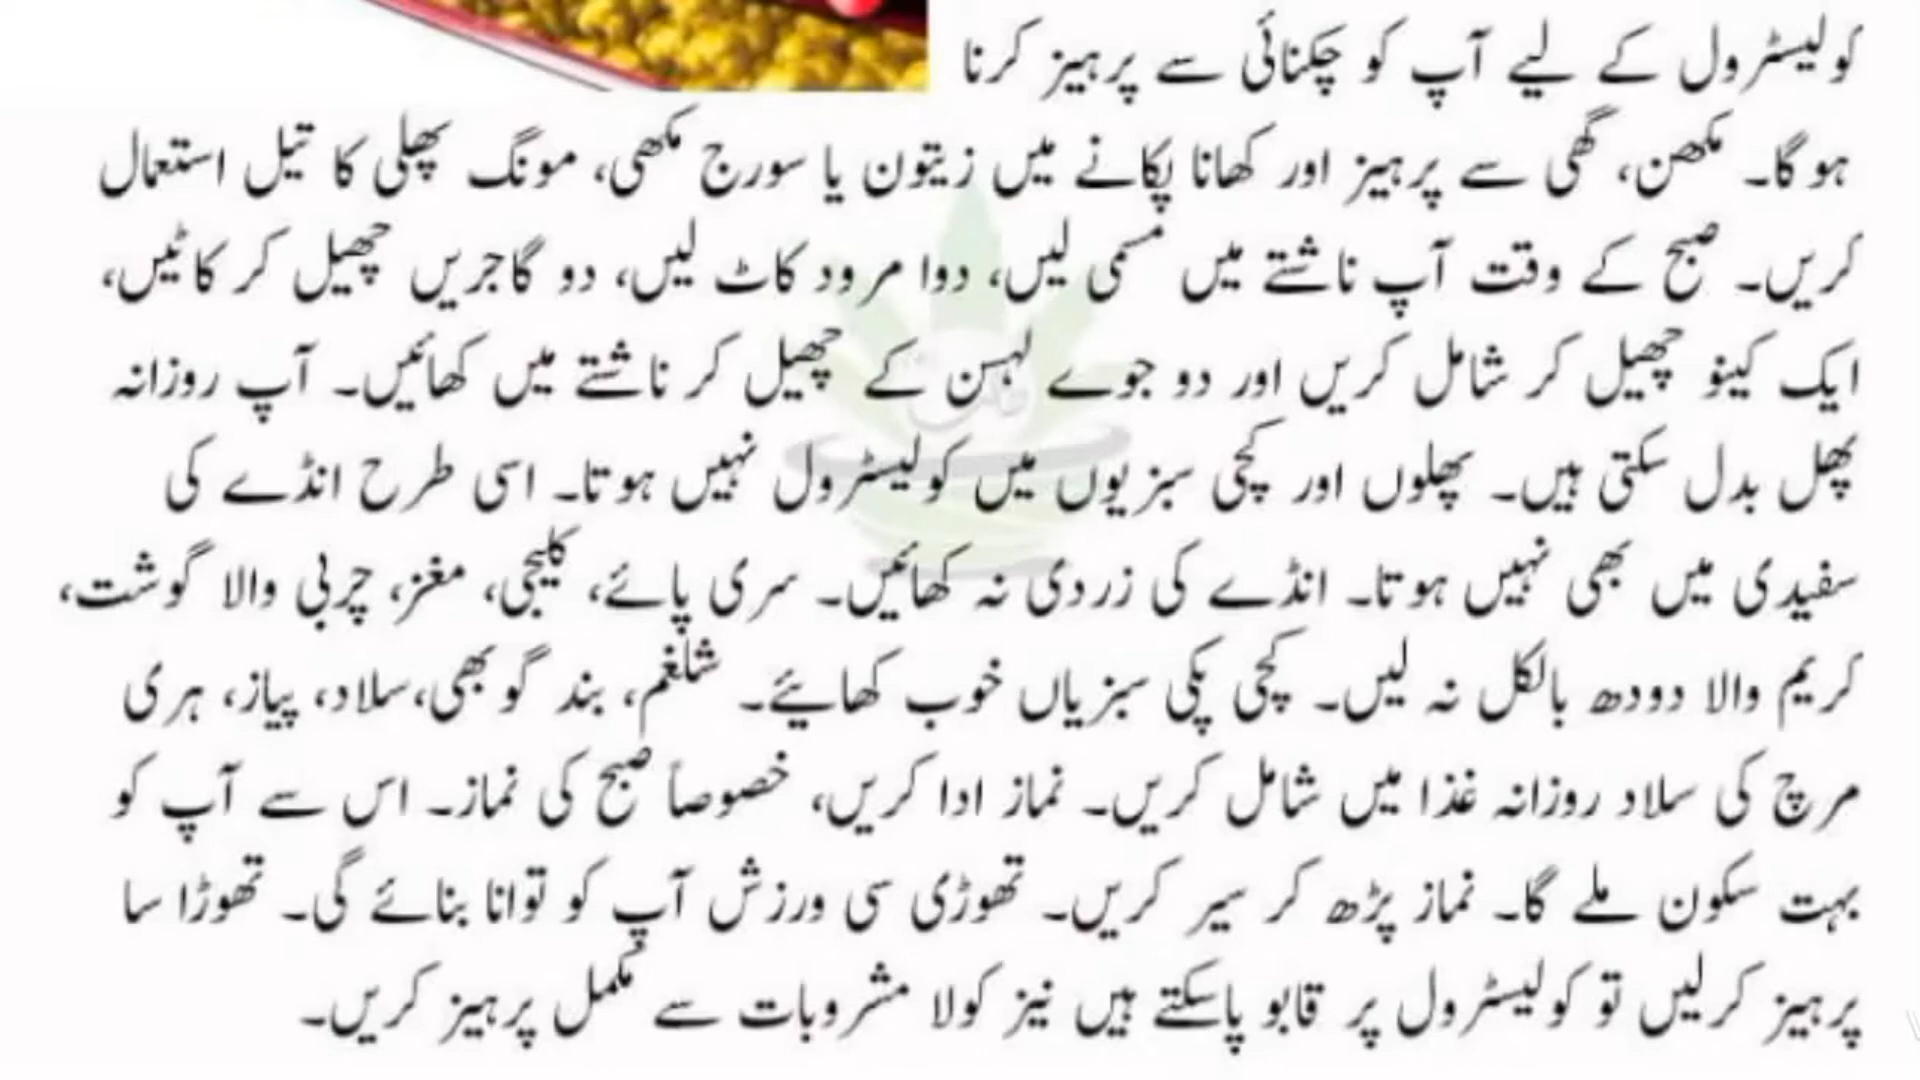 کولیسٹرول کے لیے آپ کو چکنائی سے پرہیز کرنا
ہو گا۔ مکھن، گھی سے پرہیز اور کھانا پکانے میں زیتون یا سورج مکھی، مونگ پھلی کا تیل استعمال
کریں۔ صبح کے وقت آپ ناشتے میں مسمی لیں، دوا مرود کاٹ لیں، دو گاجریں چھیل کر کاٹیں،
ایک کینو چھیل کر شامل کریں اور دو جوے لہسن کے چھیل کر ناشتے میں کھائیں۔ آپ روزانہ
پھل بدل سکتی ہیں۔ پھلوں اور کچی سبزیوں میں کولیسٹرول نہیں ہوتا۔ اسی طرح انڈے کی
سفیدی میں بھی نہیں ہوتا۔ انڈے کی زردی نہ کھائیں۔ سری پائے، کلیجی، مغز، چربی والا گوشت،
کریم والا دودھ بالکل نہ لیں۔ کچی پکی سبزیاں خوب کھایئے۔ شلغم، بند گوبھی،سلاد، پیاز، ہری
مرچ کی سلاد روزانہ غذا میں شامل کریں۔ نماز ادا کریں، خصوصاً صبح کی نماز۔ اس سے آپ کو
بہت سکون ملے گا۔ نماز پڑھ کر سیر کریں۔ تھوڑی سی ورزش آپ کو توانا بنائے گی۔ تھوڑا سا
پرہیز کرلیں تو کولیسٹرول پر قابو پاسکتے ہیں نیز کولا مشروبات سے مکمل پرہیز کریں۔